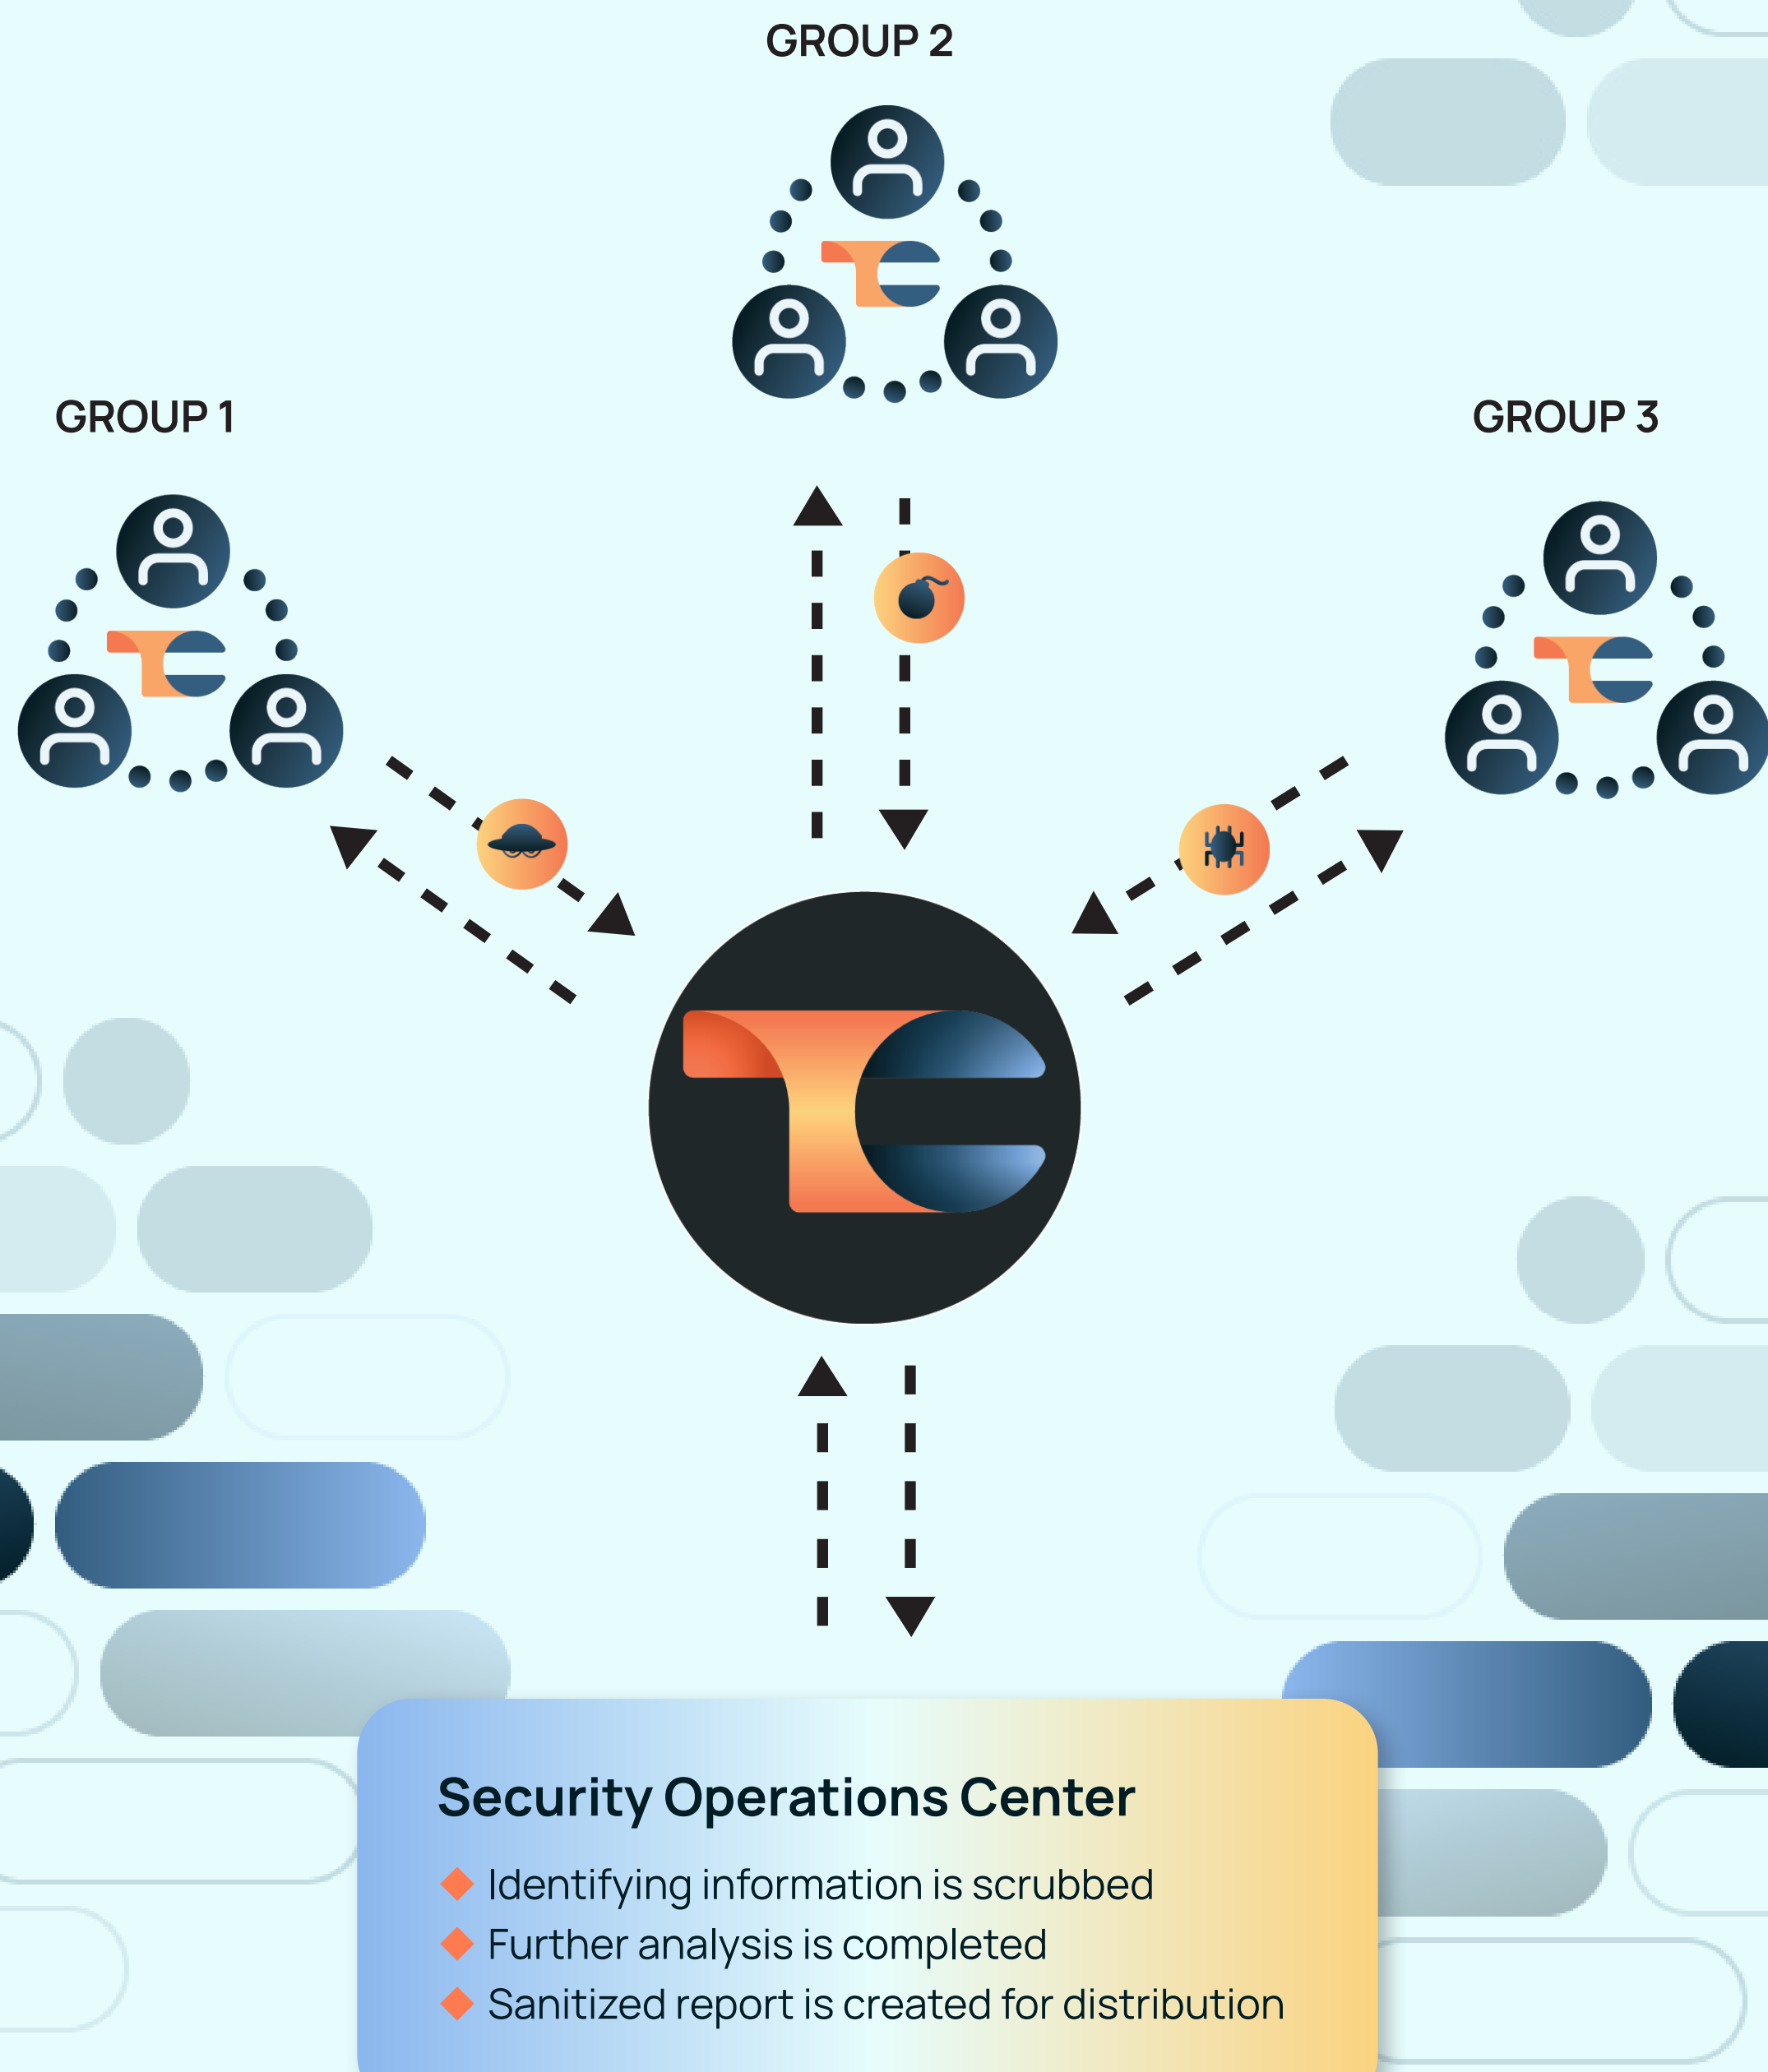 GROUP 2
GROUP 1
GROUP 3
Security Operations Center
Identifying information is scrubbed
Further analysis is completed
Sanitized report is created for distribution